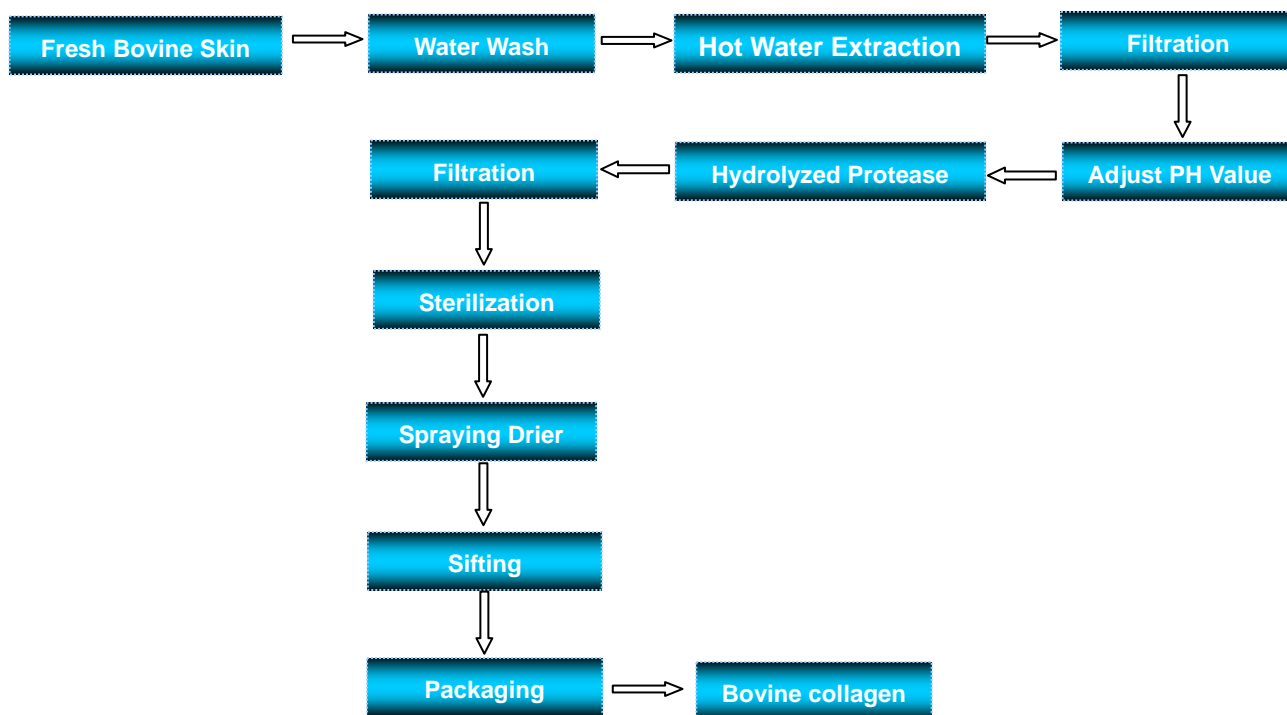 Fresh Bovine Skin
Water Wash
Hot Water Extraction
Filtration
Adjust PH Value
Hydrolyzed Protease
Filtration
Sterilization
Spraying Drier
Sifting
Packaging
Bovine collagen